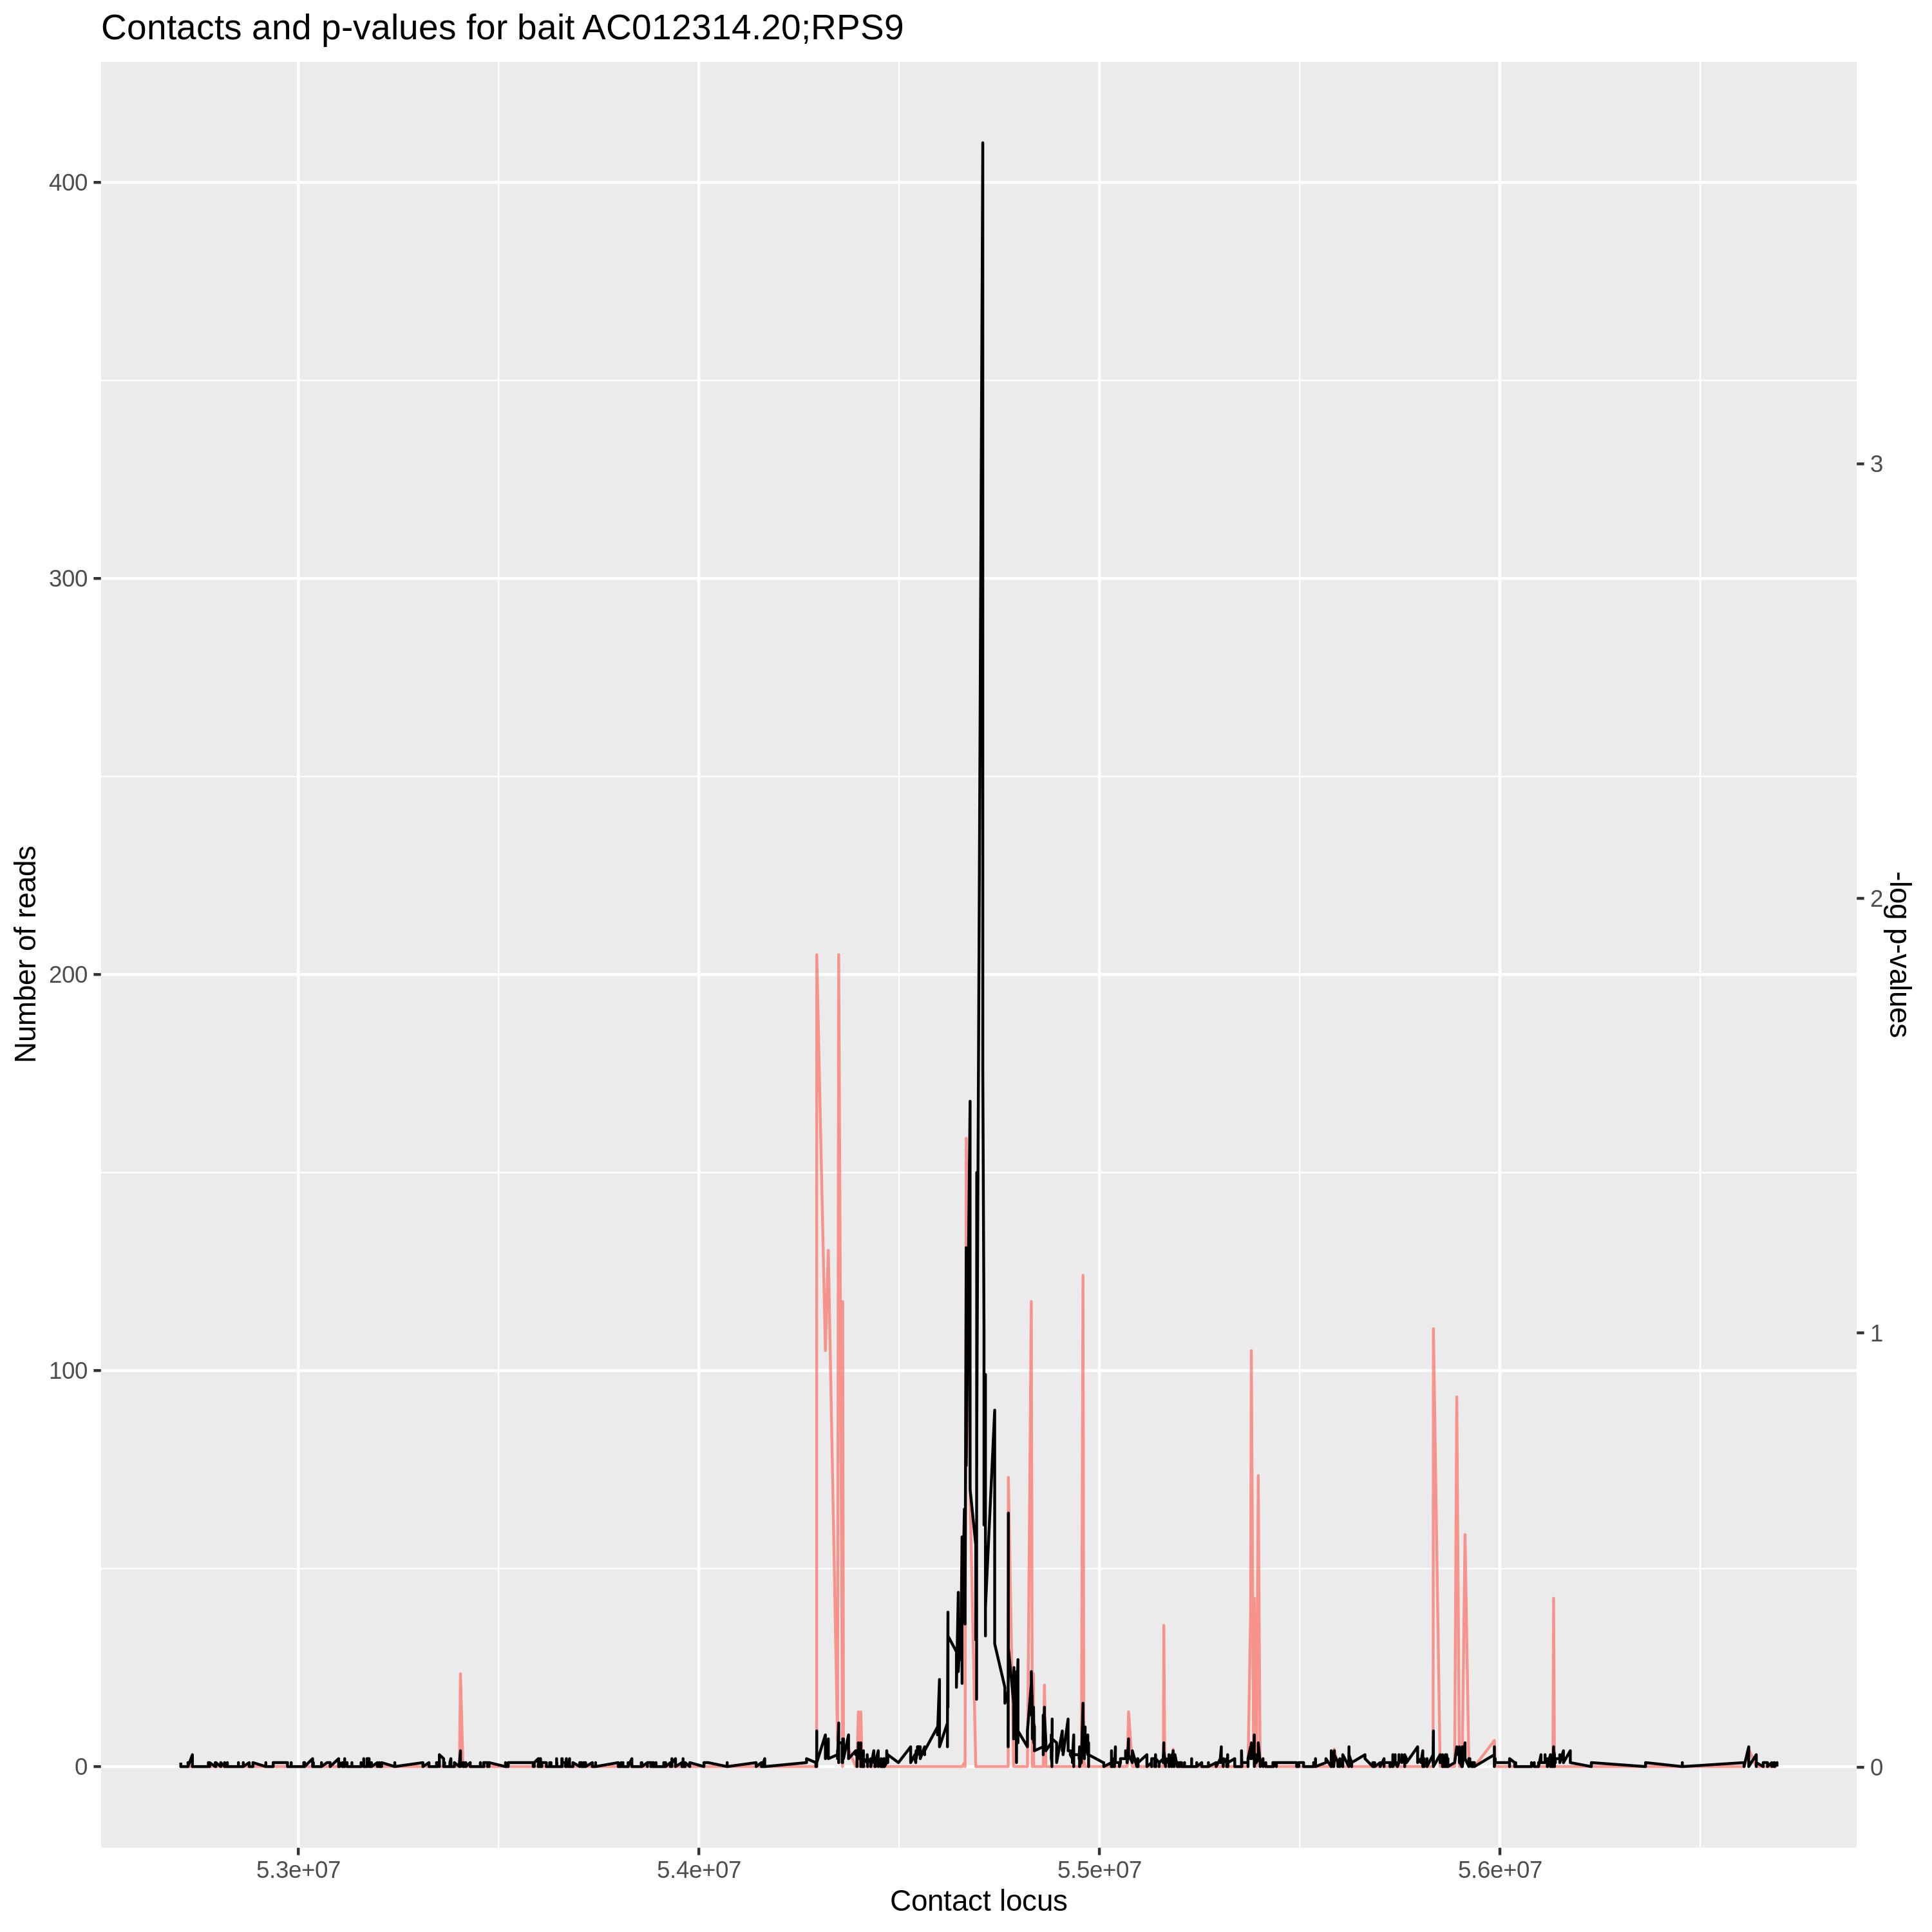 Contacts and p-values for bait AC012314.20;RPS9
400
300
200
100
0
Number of reads
3
2
1
0
-log p-values
5.3e+07
5.4e+07
5.5e+07
5.6e+07
Contact locus